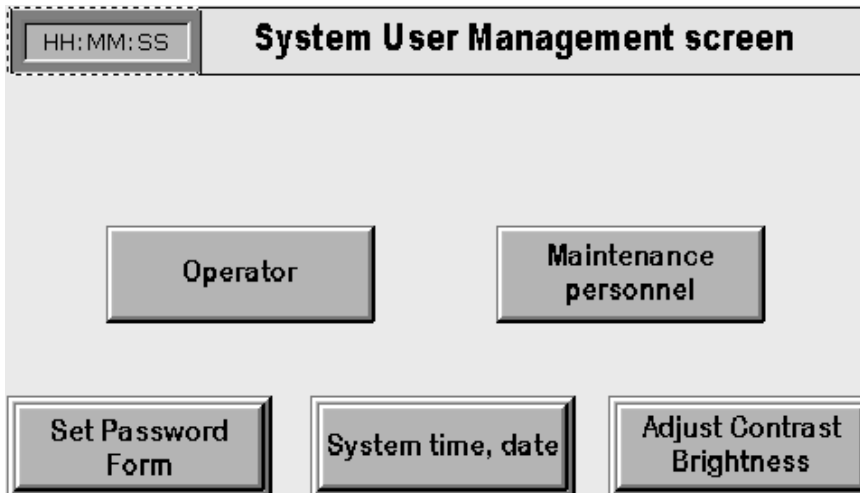 HH:MM:SS
System User Management screen
Operator
Maintenance
personnel
Set Password
Form
System time, date
Adjust Contrast
Brightness